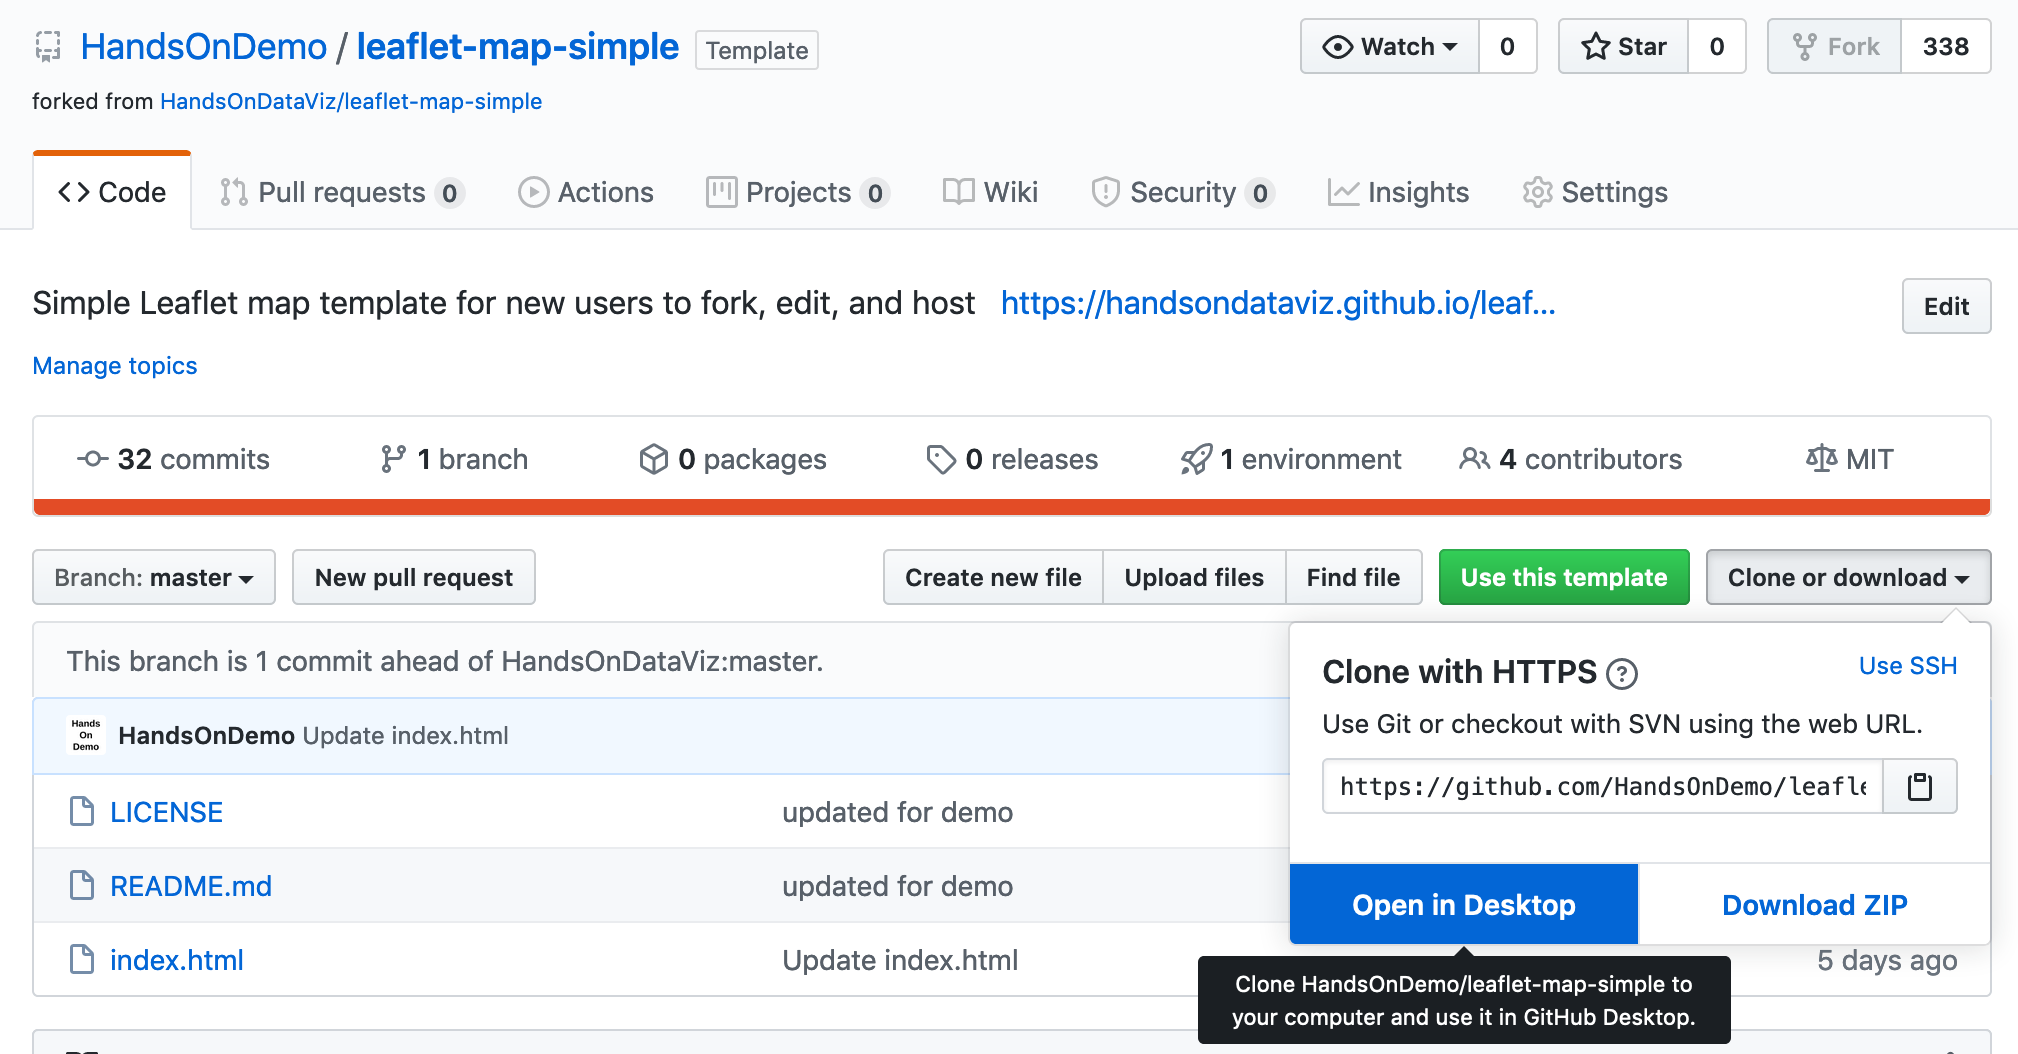 HandsOnDemo / leaflet-map-simple Template Watch 0 Star 0 Fork 338
forked from HandsOnDataViz/leaflet-map-simple
Code Pull requests 0 Actions Projects 0 Wiki Security 0 Insights Settings
Simple Leaflet map template for new users to fork, edit, and host https://handsondataviz.github.io/leaf... Edit
Manage topics
32 commits 1 branch 0 packages 0 releases 1 environment 4 contributors MIT
Branch: master New pull request Create new file Upload files Find file Use this template Clone or download
This branch is 1 commit ahead of HandsOnDataViz:master.
Hands
On
Demo
HandsOnDemo Update index.html
LICENSE updated for demo
README.md updated for demo
index.html Update index.html 5 days ago
Clone with HTTPS ? Use SSH
Use Git or checkout with SVN using the web URL.
https://github.com/HandsOnDemo/leafle
Open in Desktop Download ZIP
Clone HandsOnDemo/leaflet-map-simple to
your computer and use it in GitHub Desktop.